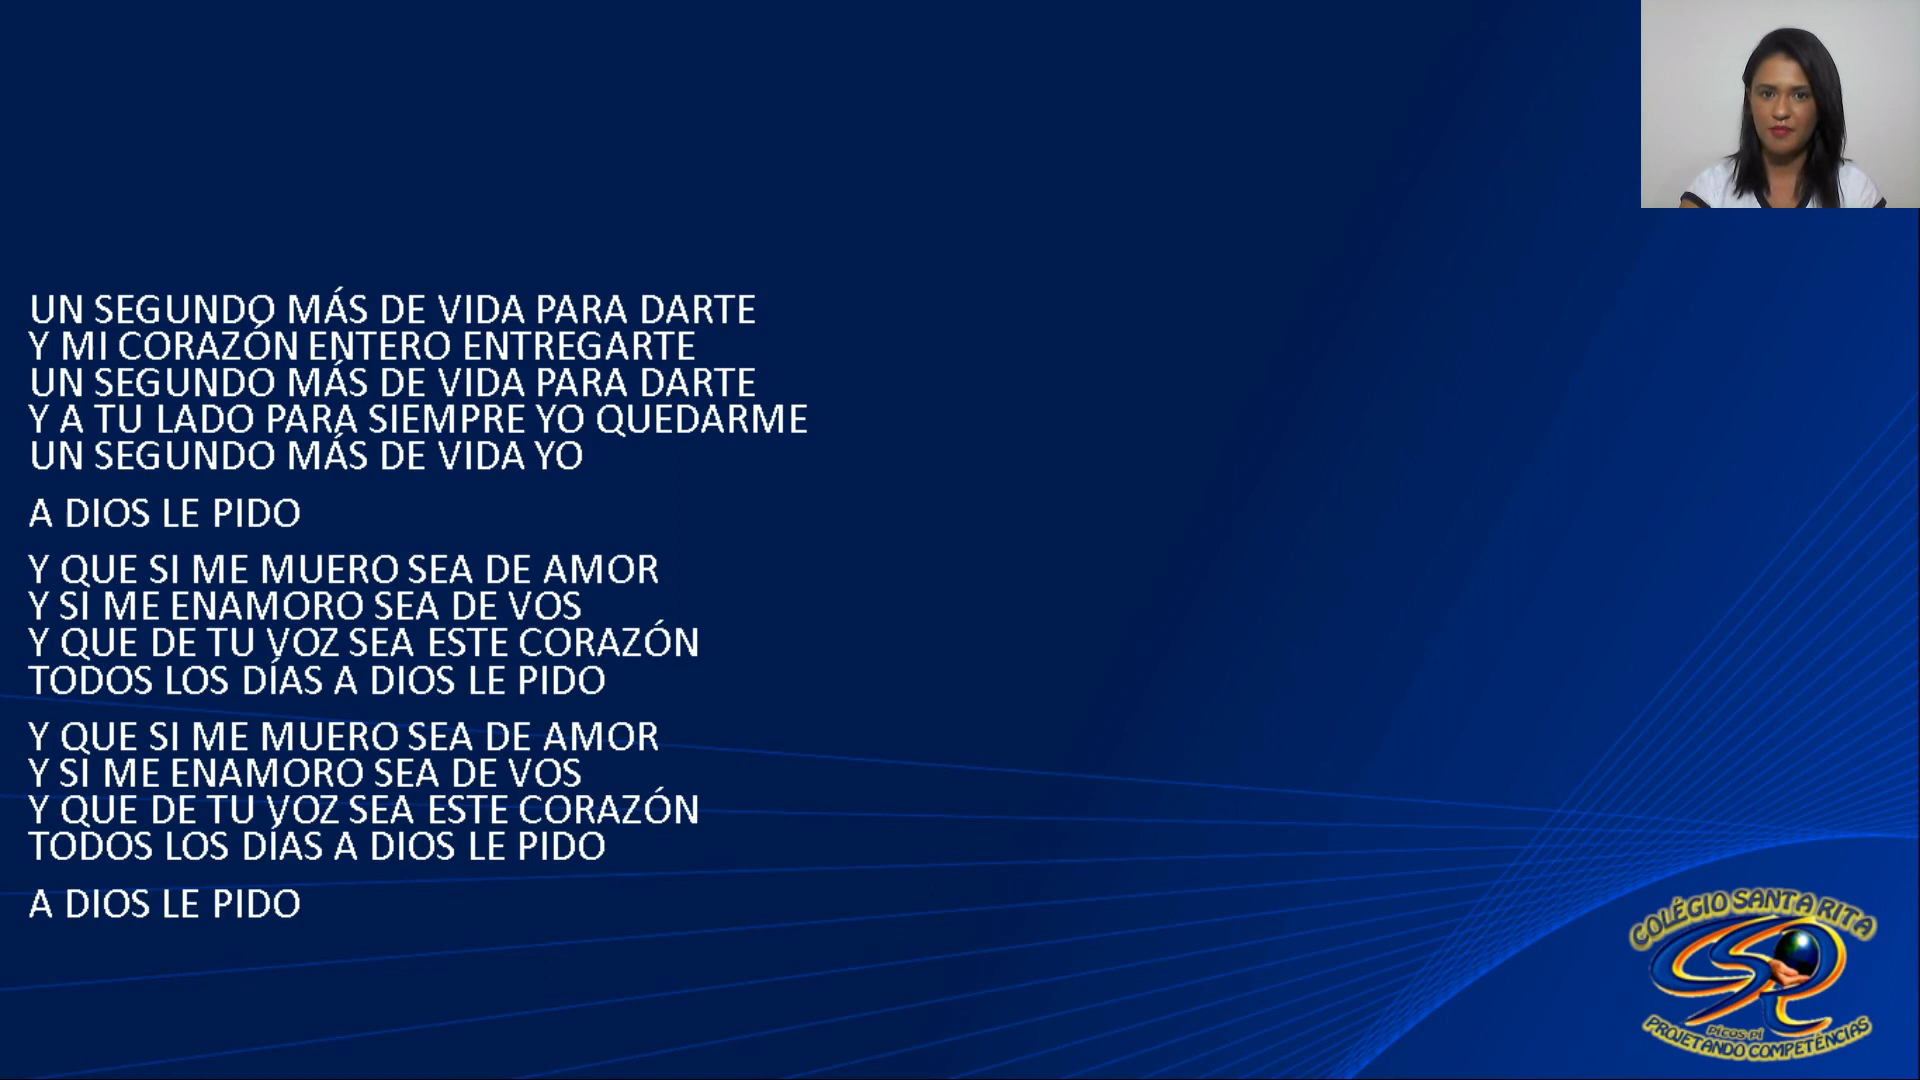 UN SEGUNDO MÁS DE VIDA PARA DARTE
Y MI CORAZÓN ENTERO ENTREGARTE
UN SEGUNDO MÁS DE VIDA PARA DARTE
Y A TU LADO PARA SIEMPRE YO QUEDARME
UN SEGUNDO MÁS DE VIDA YO
A DIOS LE PIDO
Y QUE SI ME MUERO SEA DE AMOR
Y SI ME ENAMORO SEA DE VOS
Y QUE DE TU VOZ SEA ESTE CORAZÓN
TODOS LOS DÍAS A DIOS LE PIDO
Y QUE SI ME MUERO SEA DE AMOR
Y SI ME ENAMORO SEA DE VOS
Y QUE DE TU VOZ SEA ESTE CORAZÓN
TODOS LOS DÍAS A DIOS LE PIDO
A DIOS LE PIDO
COLÉGIO SANTA RITA
PICOS-PI
PROJETANDO COMPETÊNCIAS